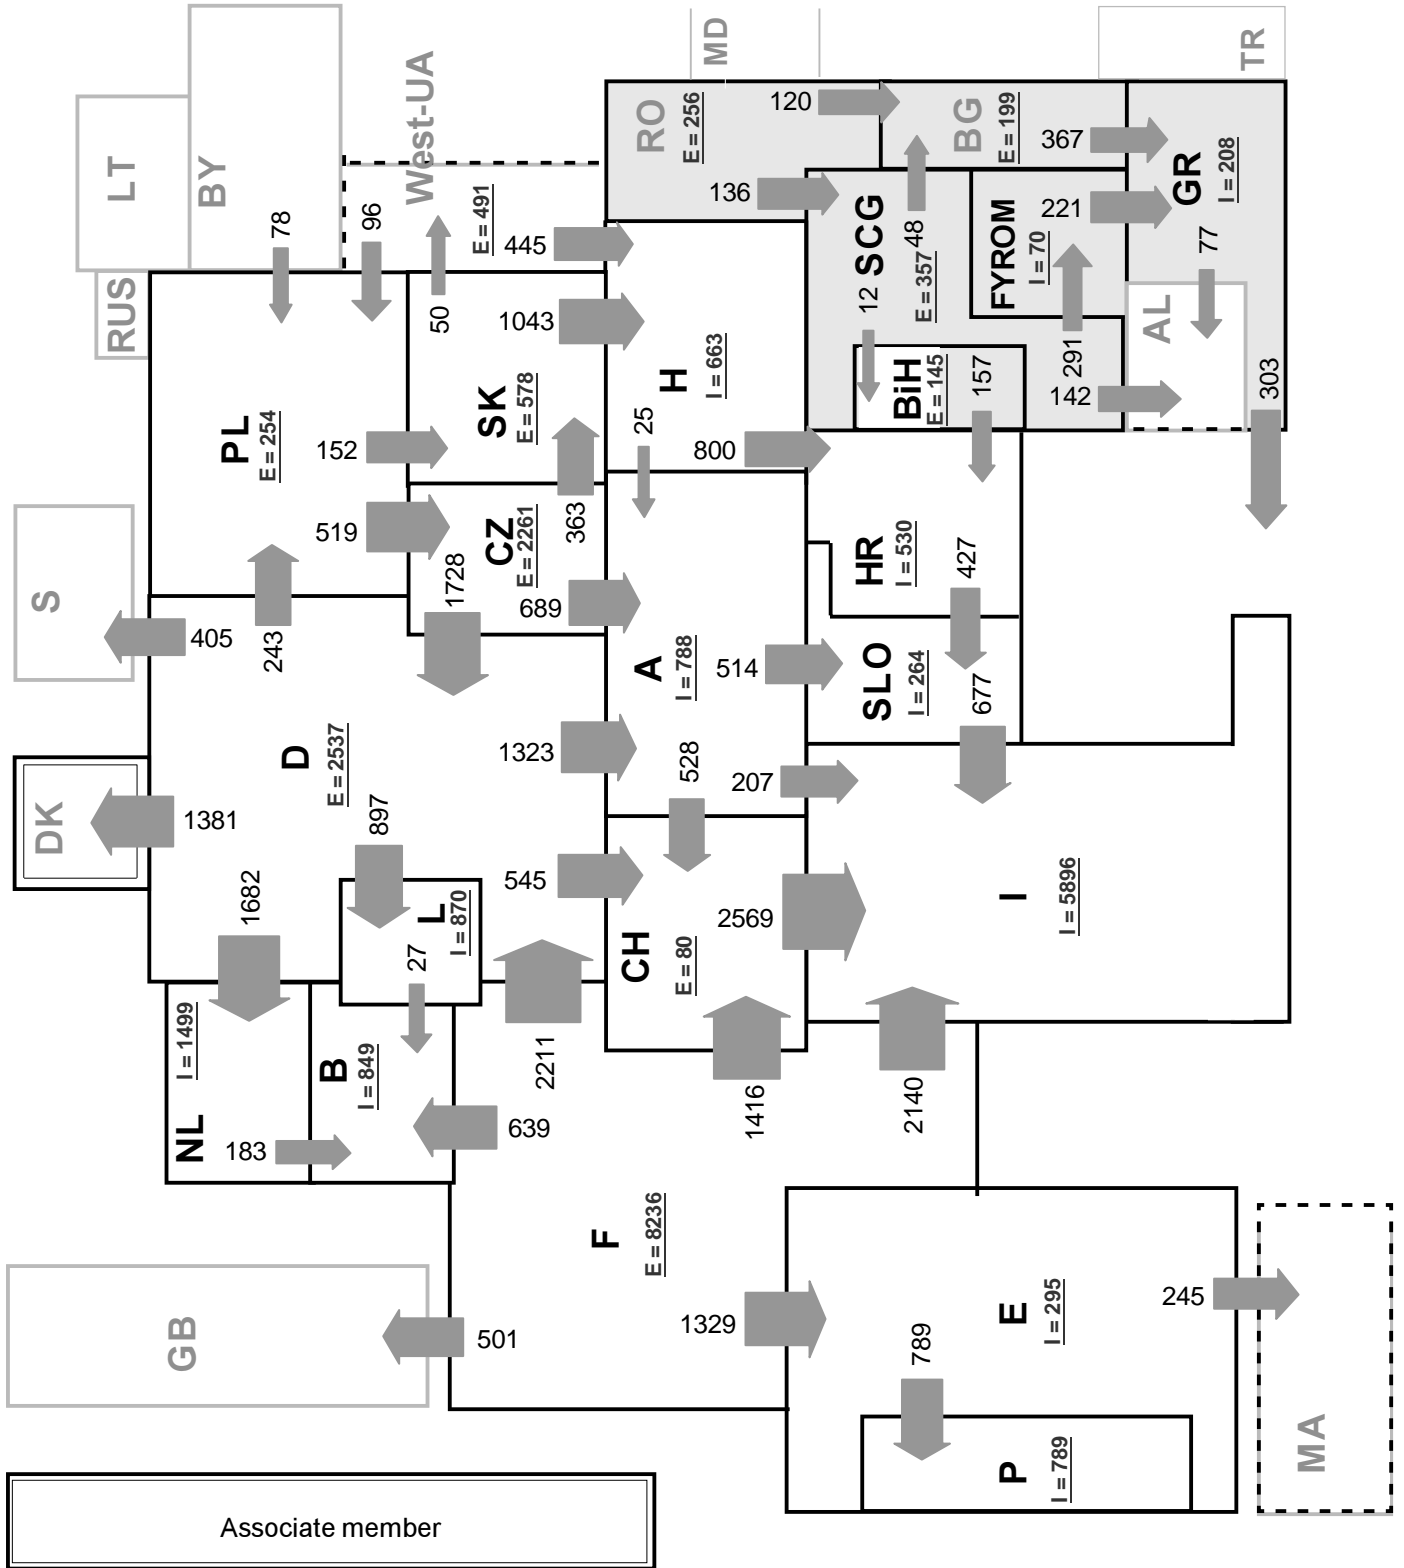 MD
TR
LT
BY
West-UA
RUS
78
96
50
E = 491
445
RO
E = 256
120
136
BG
E = 199
367
SCG
E = 357
48
12
FYROM
I = 70
221
291
GR
I = 208
77
AL
142
303
BiH
E = 145
157
PL
E = 254
152
519
243
SK
E = 578
1043
363
H
I = 663
25
800
CZ
E = 2261
1728
689
HR
I = 530
427
S
405
A
I = 788
514
528
207
SLO
I = 264
677
D
E = 2537
1323
897
545
DK
1381
1682
L
I = 870
27
CH
E = 80
2569
I
I = 5896
NL
I = 1499
183
B
I = 849
639
2211
1416
2140
F
E = 8236
GB
501
1329
E
I = 295
245
789
P
I = 789
MA
Associate member